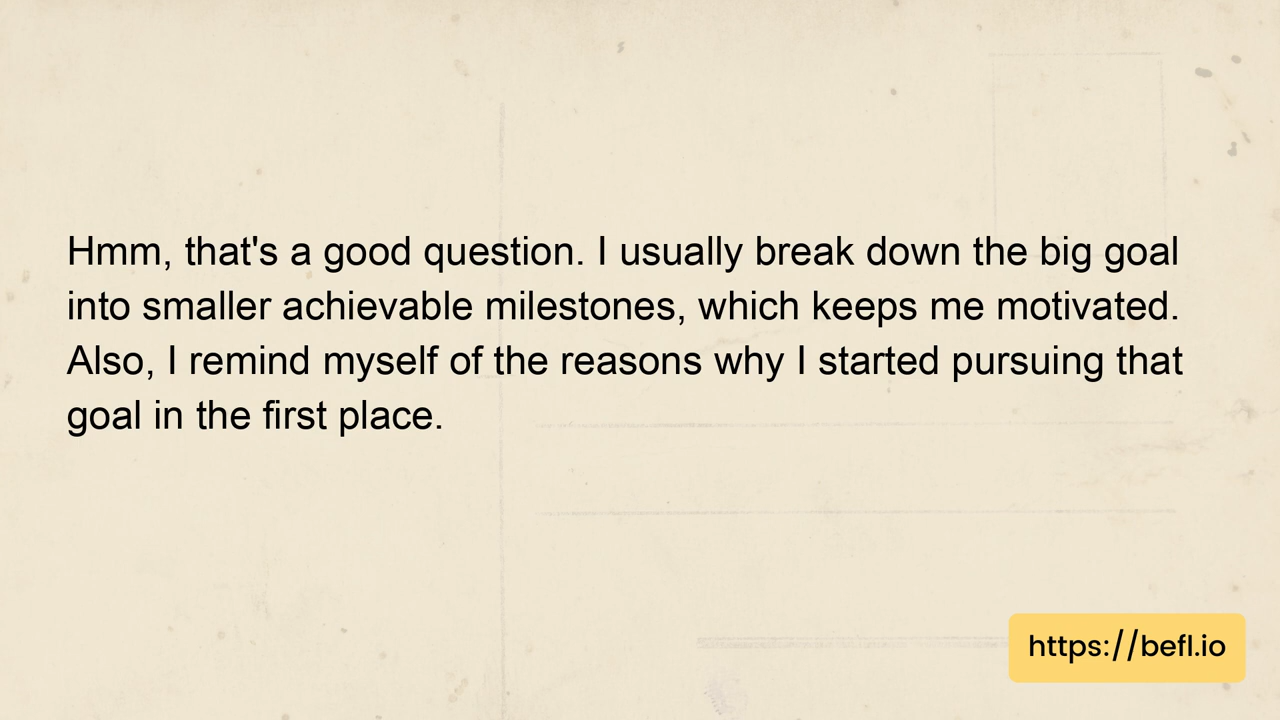 Hmm, that's a good question. I usually break down the big goal
into smaller achievable milestones, which keeps me motivated.
Also, I remind myself of the reasons why I started pursuing that
goal in the first place.
https://befl.io